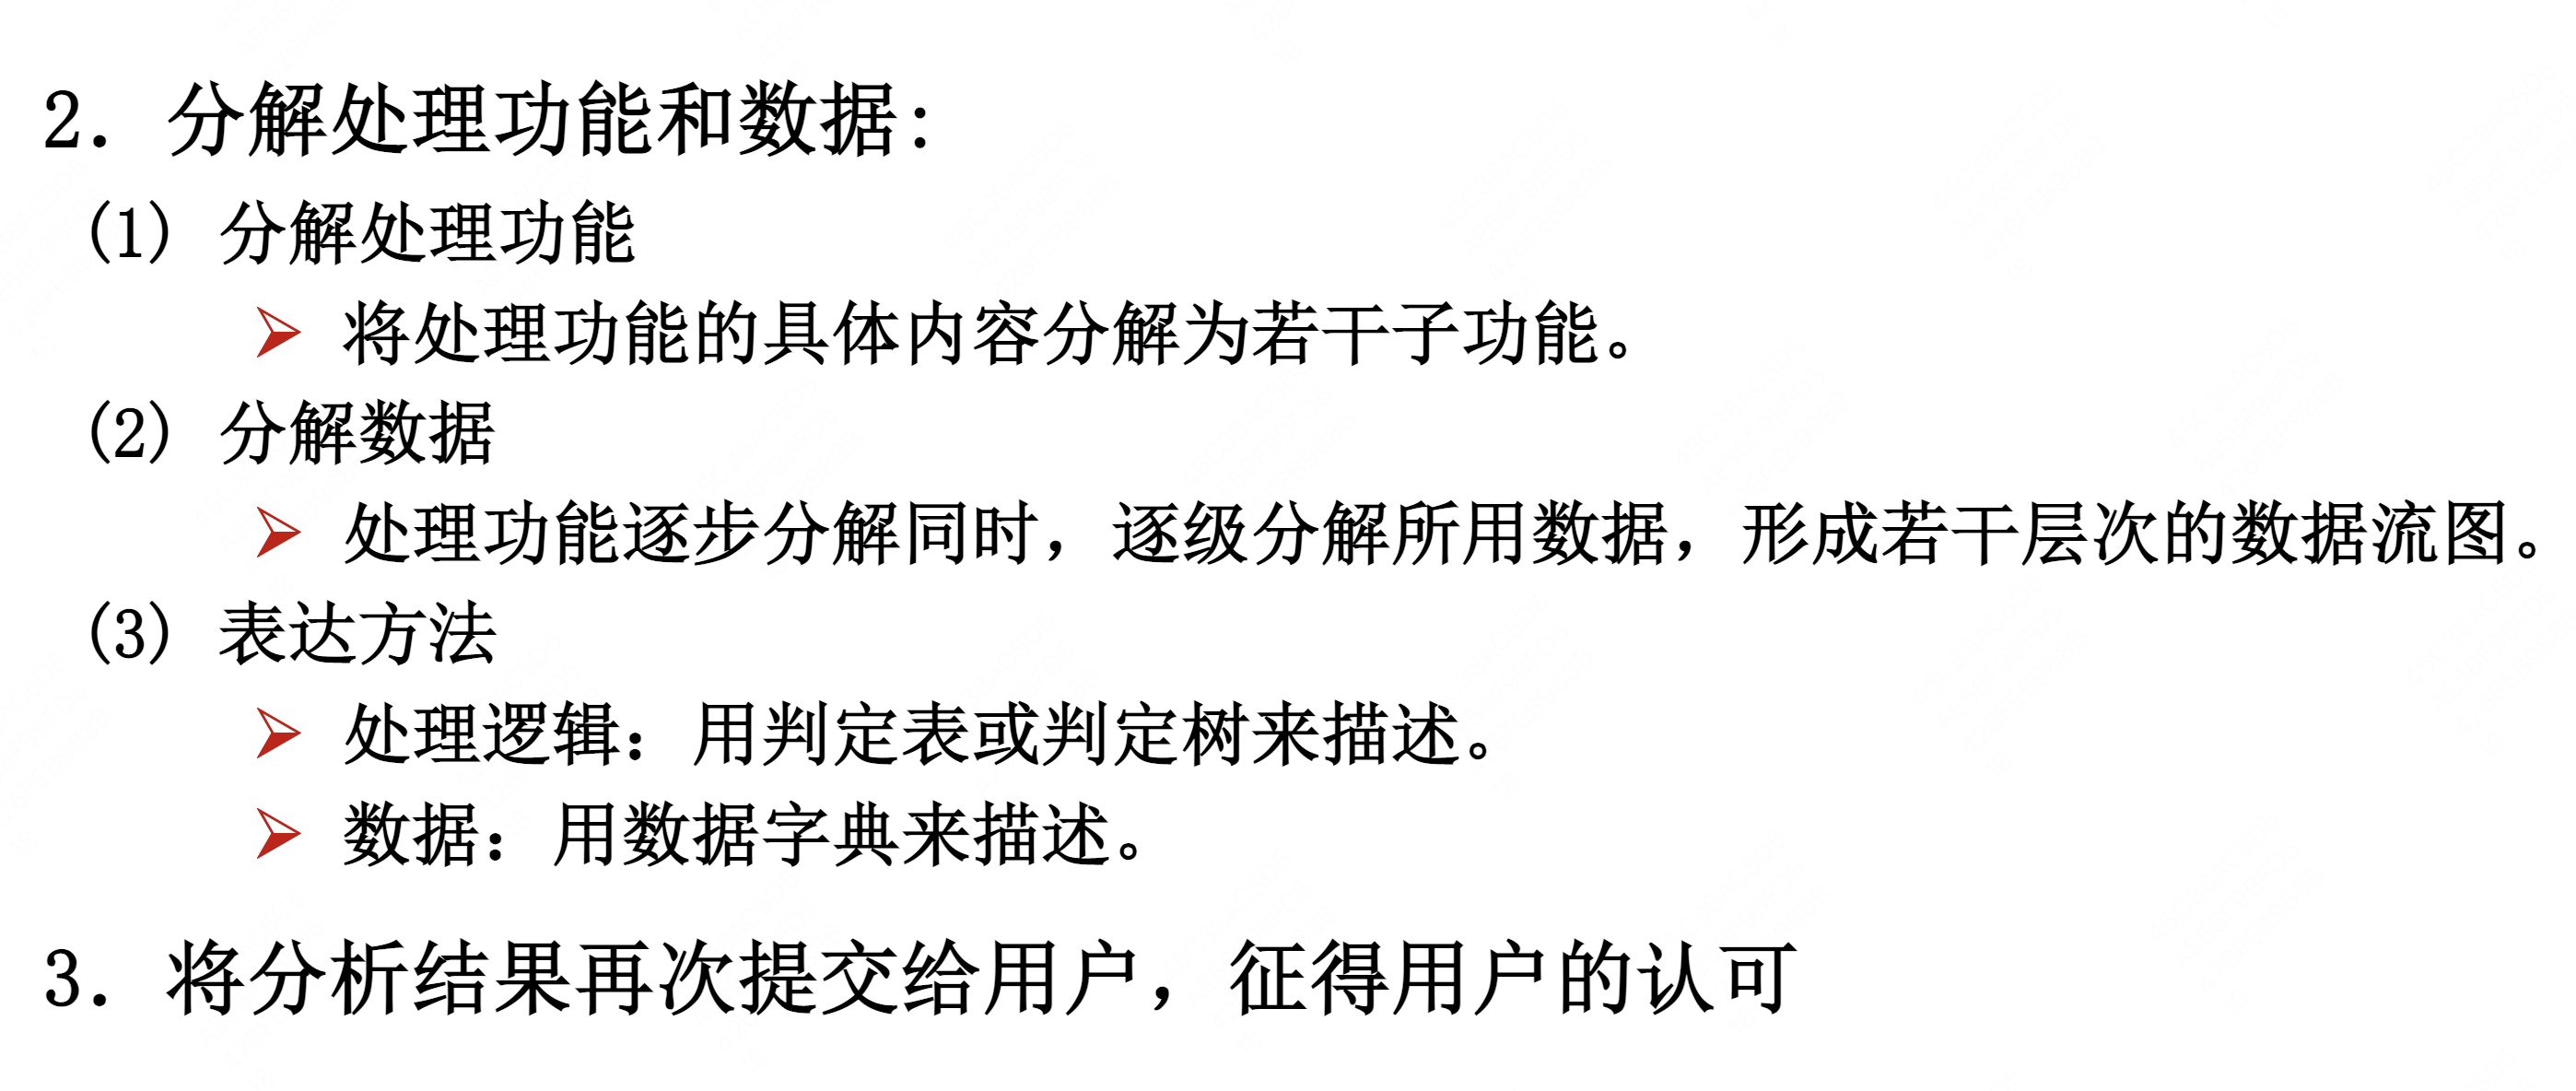 2. 分解处理功能和数据:
(1) 分解处理功能
将处理功能的具体内容分解为若干子功能。
(2) 分解数据
处理功能逐步分解同时，逐级分解所用数据，形成若干层次的数据流图。
(3) 表达方法
处理逻辑：用判定表或判定树来描述。
数据：用数据字典来描述。
3. 将分析结果再次提交给用户，征得用户的认可